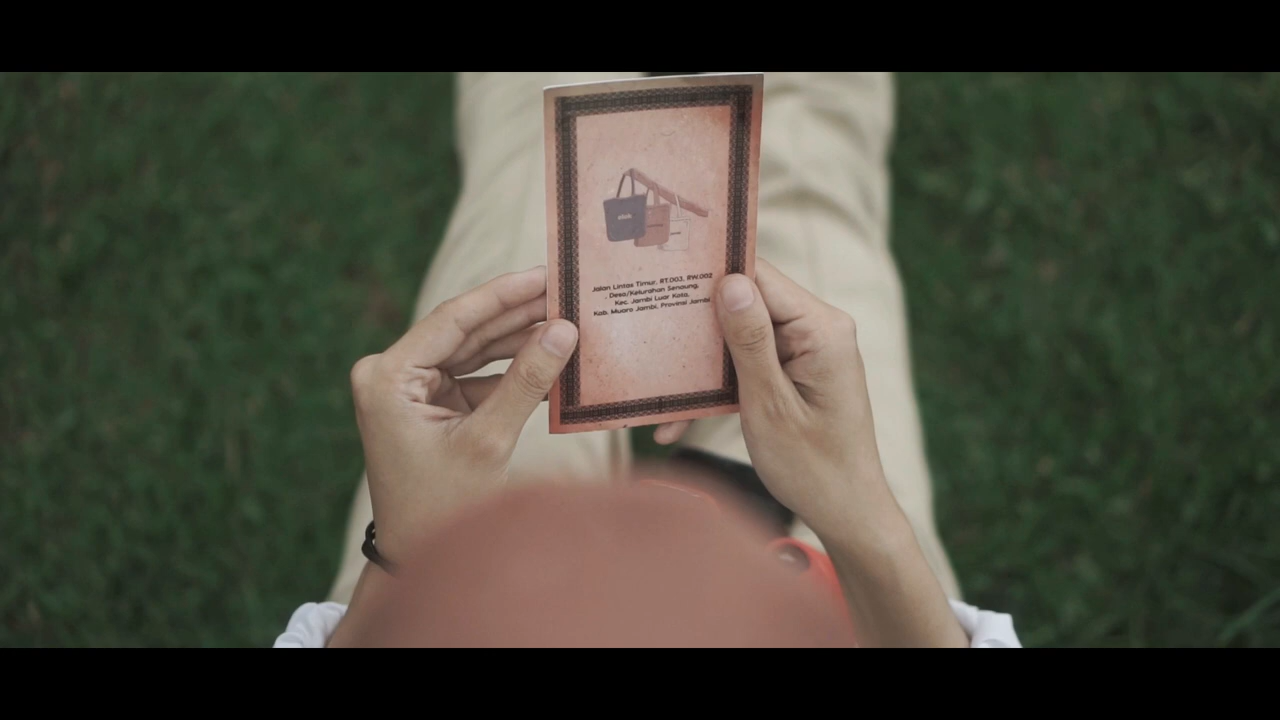 Jalan Lintas Timur, RT.003, RW.002
, Desa/Kelurahan Senaung,
Kec. Jambi Luar Kota,
Kab. Muaro Jambi, Provinsi Jambi